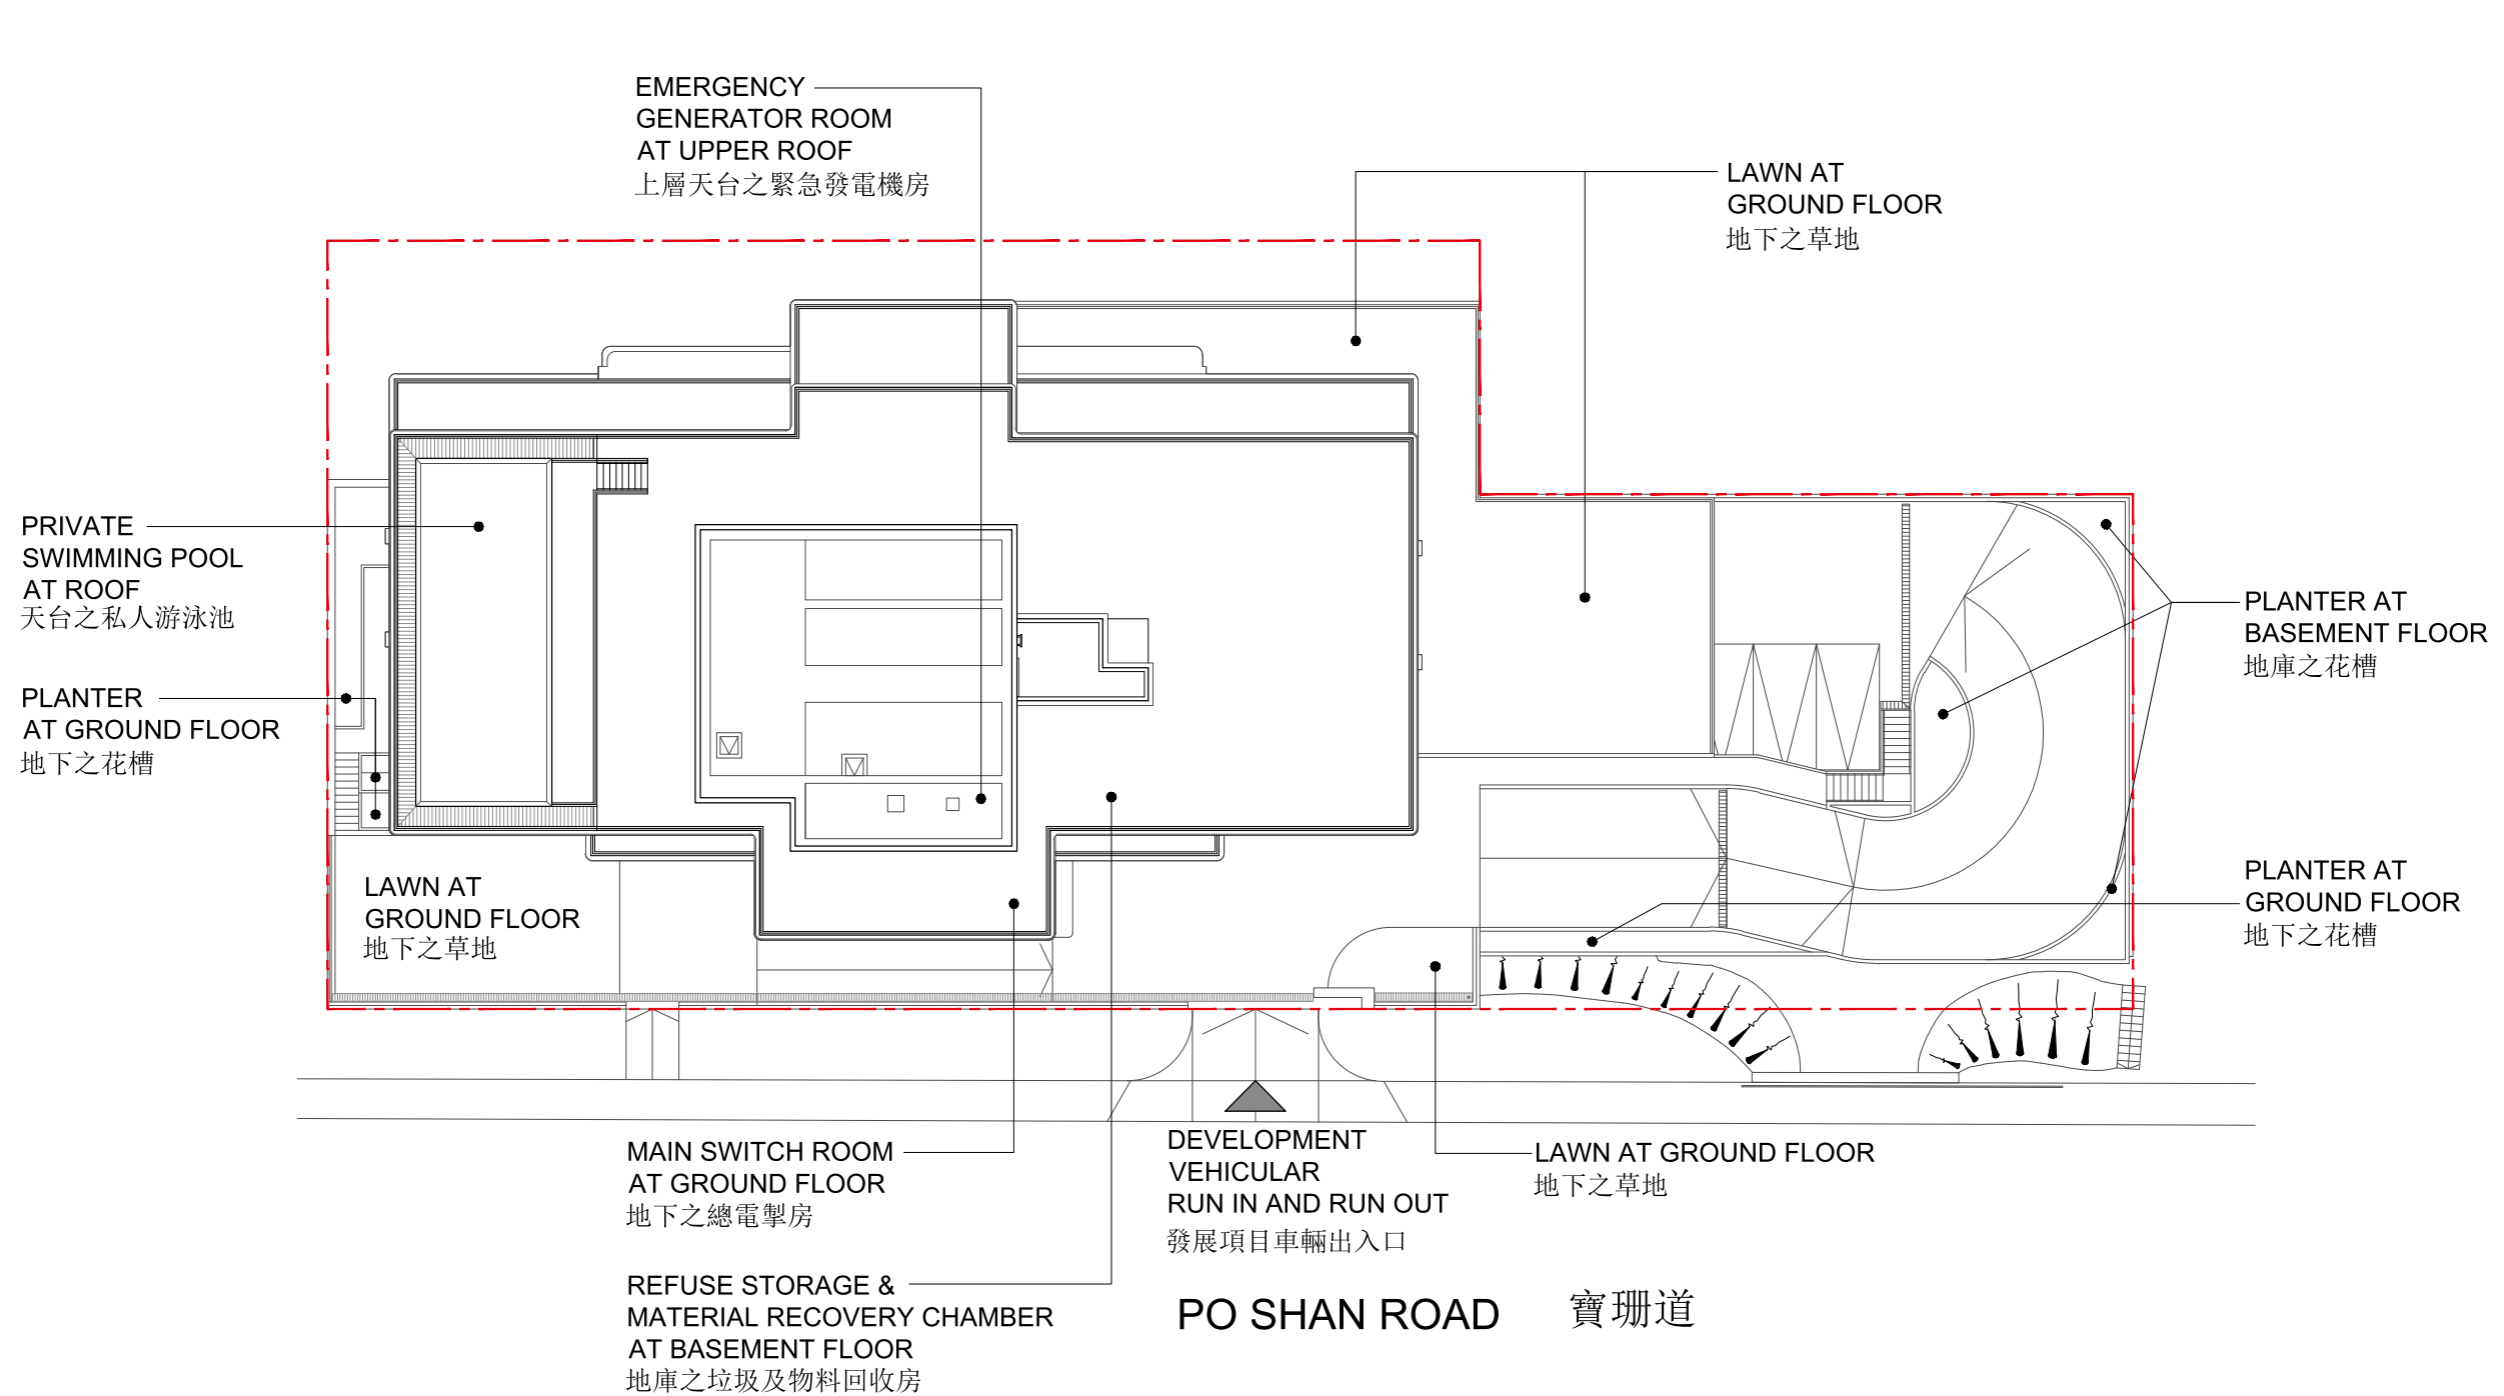 EMERGENCY
GENERATOR ROOM
AT UPPER ROOF
上層天台之緊急發電機房
LAWN AT
GROUND FLOOR
地下之草地
PRIVATE
SWIMMING POOL
AT ROOF
天台之私人游泳池
PLANTER AT
BASEMENT FLOOR
地庫之花槽
PLANTER
AT GROUND FLOOR
地下之花槽
LAWN AT
GROUND FLOOR
地下之草地
PLANTER AT
GROUND FLOOR
地下之花槽
MAIN SWITCH ROOM
AT GROUND FLOOR
地下之總電掣房
DEVELOPMENT
VEHICULAR
RUN IN AND RUN OUT
發展項目車輛出入口
LAWN AT GROUND FLOOR
地下之草地
REFUSE STORAGE &
MATERIAL RECOVERY CHAMBER
AT BASEMENT FLOOR
地庫之垃圾及物料回收房
PO SHAN ROAD 寶珊道